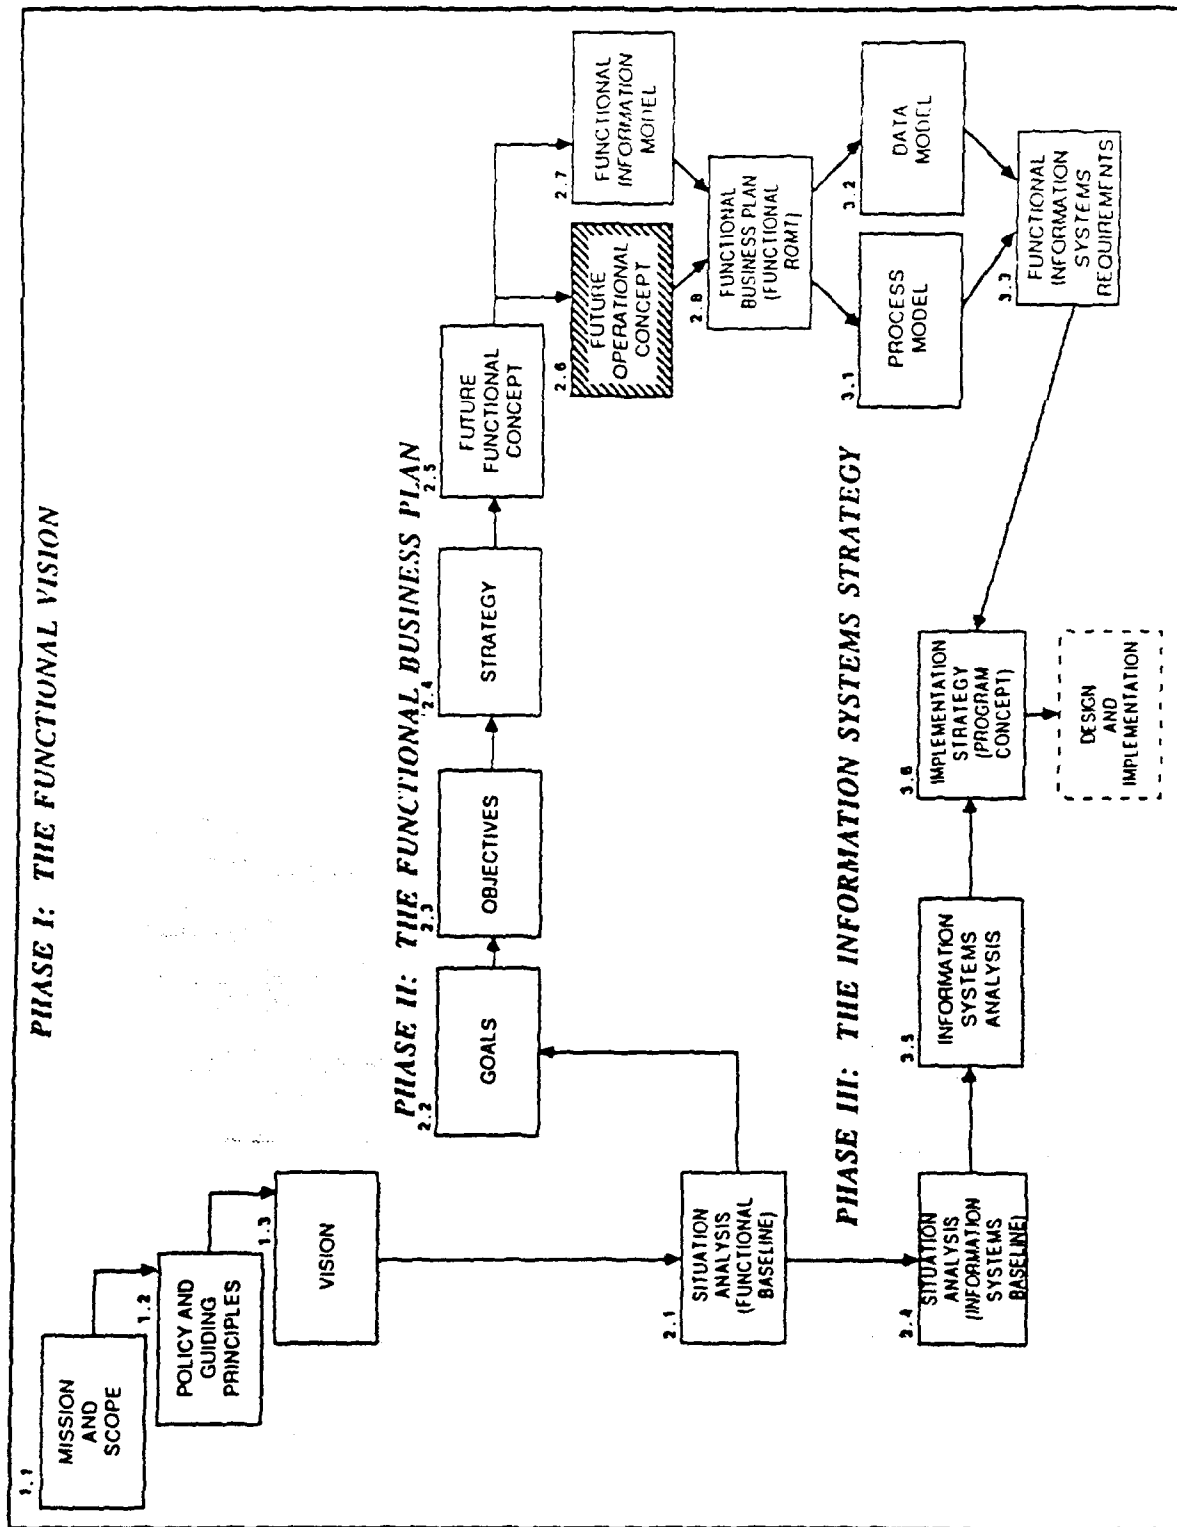 PHASE I: THE FUNCTIONAL VISION
1.1
MISSION
AND
SCOPE
1.2
POLICY AND
GUIDING
PRINCIPLES
1.3
VISION
PHASE II: THE FUNCTIONAL BUSINESS PLAN
2.1
SITUATION
ANALYSIS
(FUNCTIONAL
BASELINE)
2.2
GOALS
2.3
OBJECTIVES
2.4
STRATEGY
2.5
FUTURE
FUNCTIONAL
CONCEPT
2.6
FUTURE
OPERATIONAL
CONCEPT
2.7
FUNCTIONAL
INFORMATION
MODEL
2.8
FUNCTIONAL
BUSINESS PLAN
(FUNCTIONAL
RQMT)
PHASE III: THE INFORMATION SYSTEMS STRATEGY
3.1
PROCESS
MODEL
3.2
DATA
MODEL
3.3
FUNCTIONAL
INFORMATION
SYSTEMS
REQUIREMENTS
SITUATION
ANALYSIS
(INFORMATION
SYSTEMS
BASELINE)
3.5
INFORMATION
SYSTEMS
ANALYSIS
3.6
IMPLEMENTATION
STRATEGY
(PROGRAM
CONCEPT)
DESIGN
AND
IMPLEMENTATION